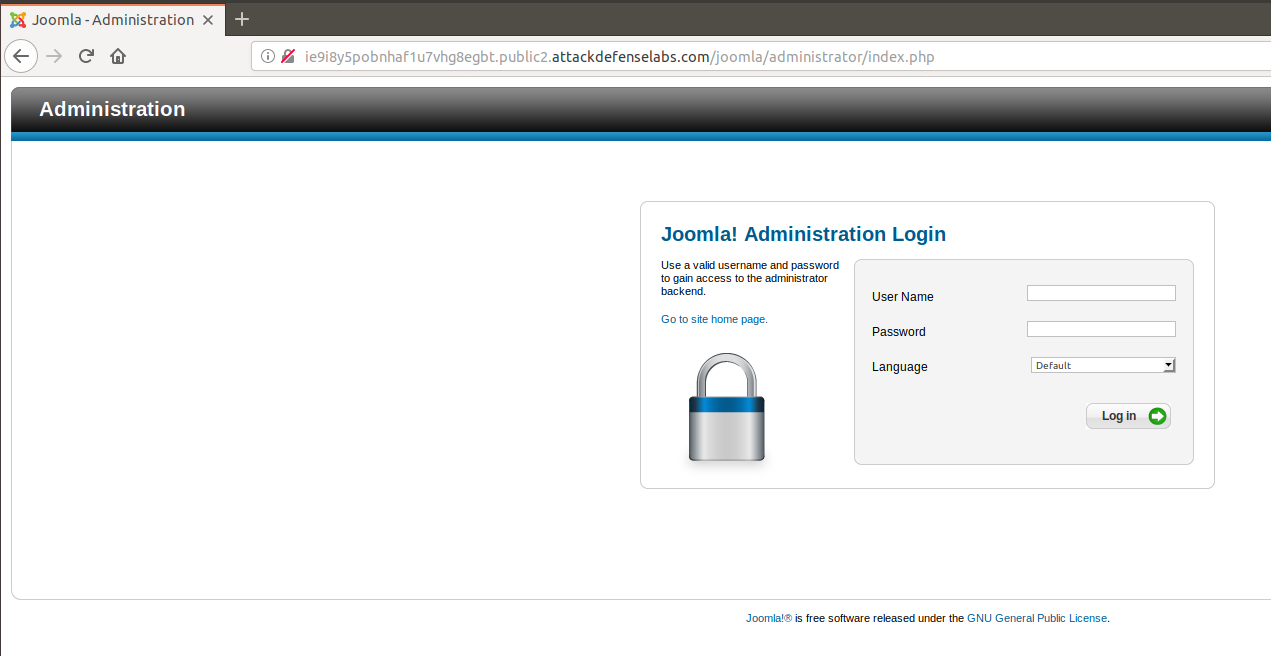 Joomla - Administration
ie9i8y5pobnhaf1u7vhg8egbt.public2.attackdefenselabs.com/joomla/administrator/index.php
Administration
Joomla! Administration Login
Use a valid username and password
to gain access to the administrator
backend.
Go to site home page.
User Name
Password
Language
Default
Log in
Joomla!® is free software released under the GNU General Public License.